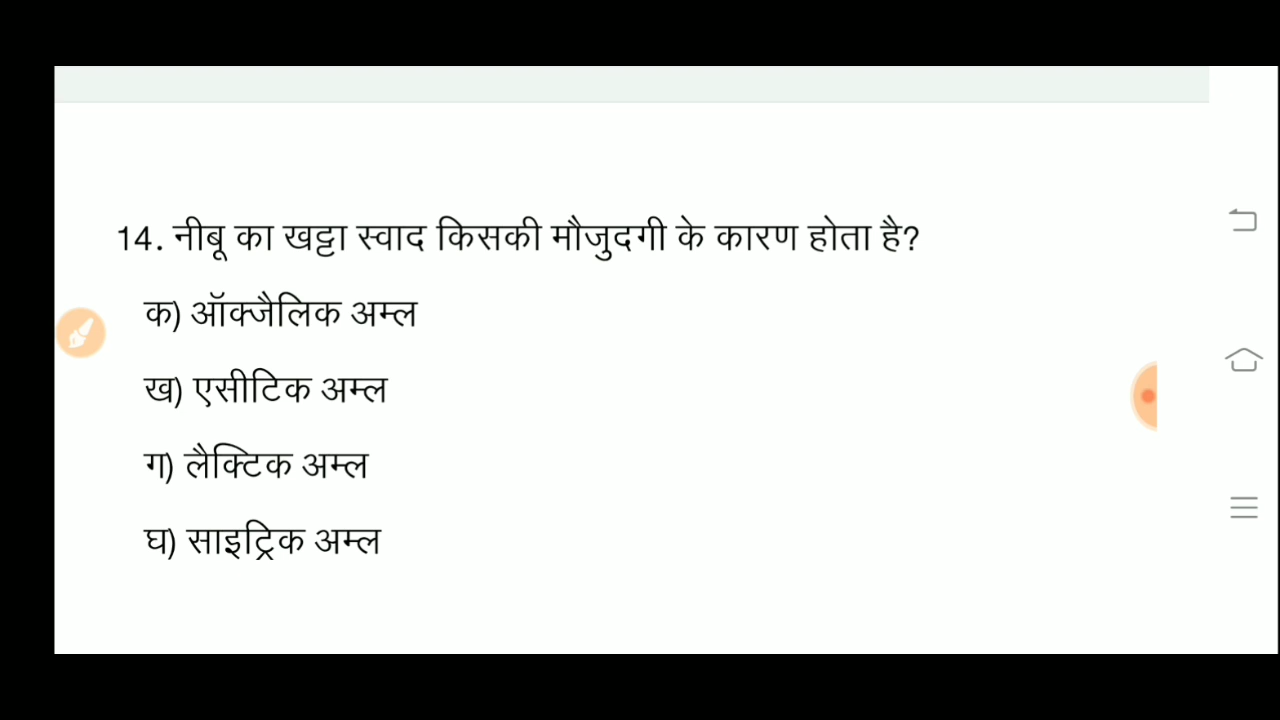 14. नीबू का खट्टा स्वाद किसकी मौजुदगी के कारण होता है?
क) ऑक्जैलिक अम्ल
ख) एसीटिक अम्ल
ग) लैक्टिक अम्ल
घ) साइट्रिक अम्ल